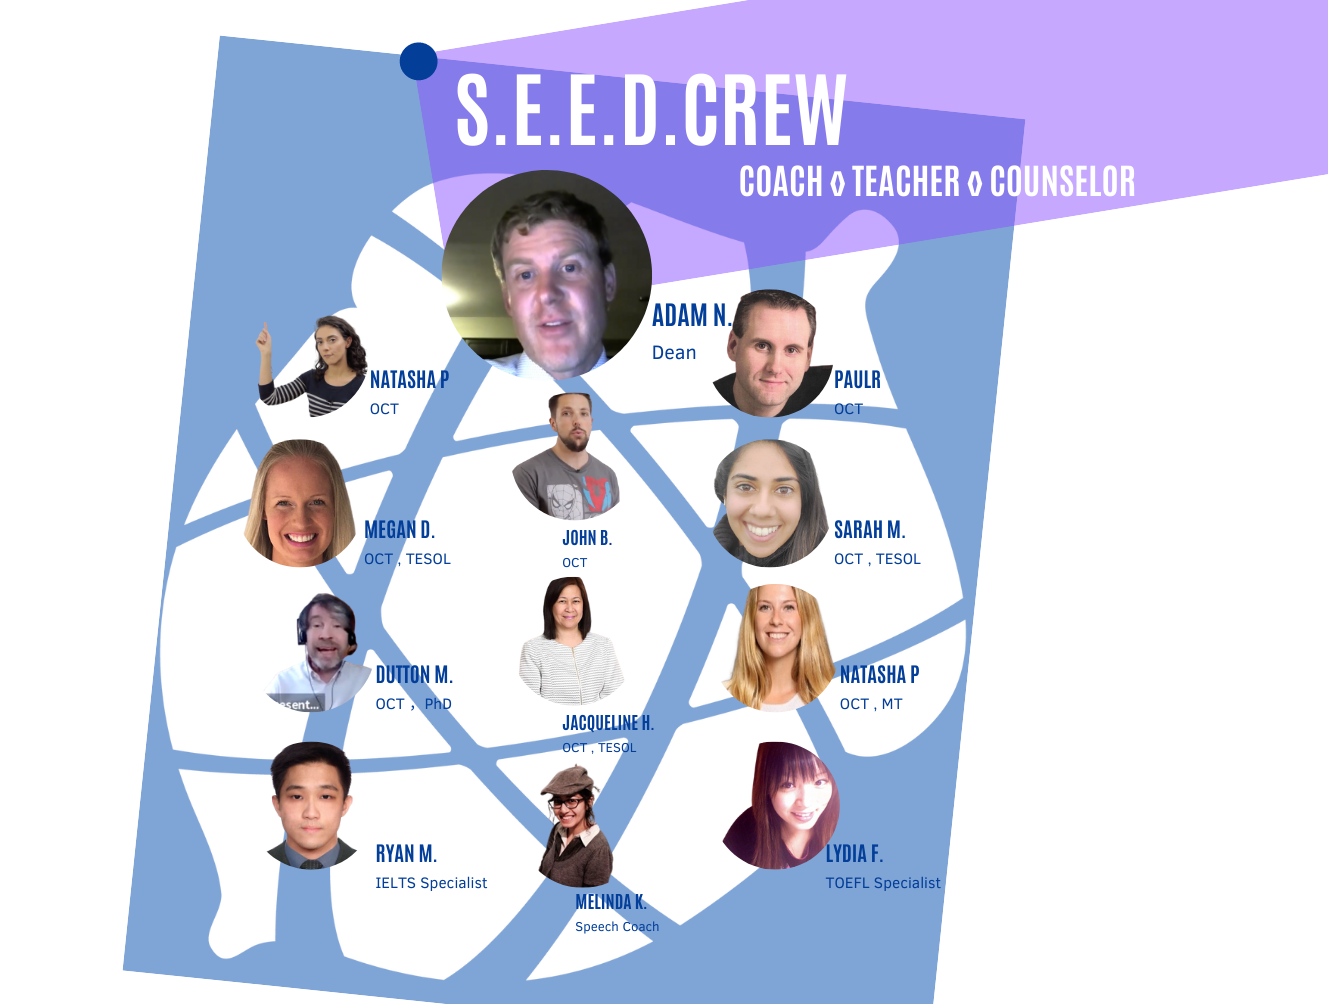 S.E.E.D.CREW
COACH ◊ TEACHER ◊ COUNSELOR
ADAM N.
Dean
NATASHA P
OCT
PAULR
OCT
MEGAN D.
OCT , TESOL
JOHN B.
OCT
SARAH M.
OCT , TESOL
DUTTON M.
OCT , PhD
esent...
JACQUELINE H.
OCT , TESOL
NATASHA P
OCT , MT
RYAN M.
IELTS Specialist
MELINDA K.
Speech Coach
LYDIA F.
TOEFL Specialist